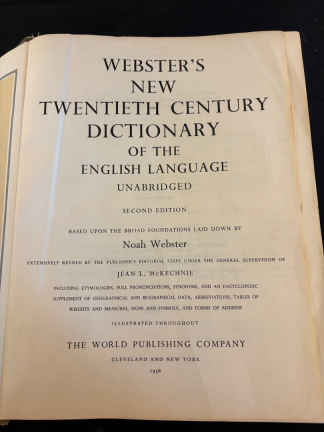 WEBSTER'S
NEW
TWENTIETH CENTURY
DICTIONARY
OF THE
ENGLISH LANGUAGE
UNABRIDGED
SECOND EDITION
BASED UPON THE BROAD FOUNDATIONS LAID DOWN BY
Noah Webster
EXTENSIVELY REVISED BY THE PUBLISHER'S EDITORIAL STAFF UNDER THE GENERAL SUPERVISION OF
JEAN L. McKECHNIE
INCLUDING ETYMOLOGIES, FULL PRONUNCIATIONS, SYNONYMS, AND AN ENCYCLOPEDIC
SUPPLEMENT OF GEOGRAPHICAL AND BIOGRAPHICAL DATA, ABBREVIATIONS, TABLES OF
WEIGHTS AND MEASURES, SIGNS AND SYMBOLS, AND FORMS OF ADDRESS
ILLUSTRATED THROUGHOUT
THE WORLD PUBLISHING COMPANY
CLEVELAND AND NEW YORK
1956